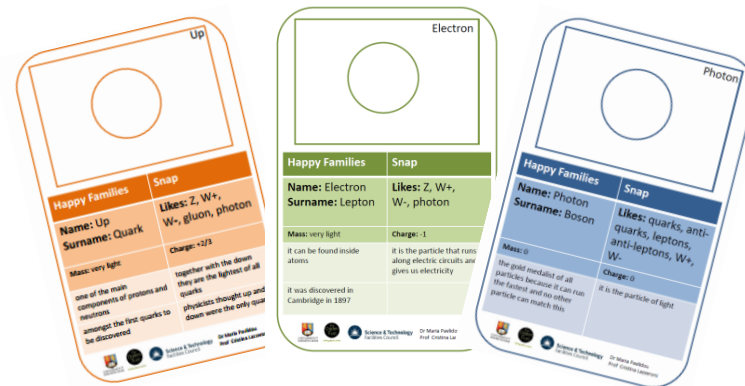 Up
Happy Families
Snap
Name: Up
Surname: Quark
Likes: Z, W+,
W-, gluon, photon
Mass: very light
Charge: +2/3
one of the main
components of protons and
neutrons
together with the down
they are the lightest of all
quarks
amongst the first quarks to
be discovered
physicists thought up and
down were the only
Science & Technology
Facilities Council
Dr Maria Pavlidou
Prof Cristina Lazzeroni
Electron
Happy Families
Snap
Name: Electron
Surname: Lepton
Likes: Z, W+,
W-, photon
Mass: very light
Charge: -1
it can be found inside
atoms
it is the particle that runs
along electric circuits and
gives us electricity
it was discovered in
Cambridge in 1897
Science & Technology
Facilities Council
Dr Maria Pavlidou
Prof Cristina
Photon
Happy Families
Snap
Name: Photon
Surname: Boson
Likes: quarks, anti-
quarks, leptons,
anti-leptons, W+,
W-
Mass: 0
Charge: 0
the gold medalist of all
particles because it can run
the fastest and no other
particle can match this
it is the particle of light
Science & Technology
Facilities Council
Dr Maria Pavlidou
Prof Cristina Lazzeroni